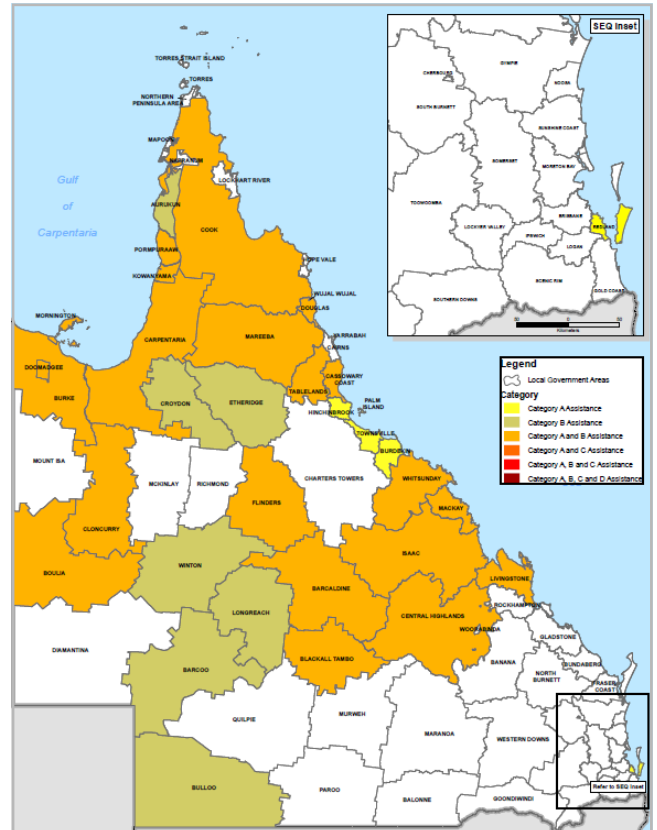 SEQ Inset
GYMPIE
CHERBOURG
NOOSA
SOUTH BURNETT
SUNSHINE COAST
SOMERSET
MORETON BAY
TOOWOOMBA
BRISBANE
REDLAND
LOCKYER VALLEY
IPSWICH
LOGAN
SCENIC RIM
GOLD COAST
SOUTHERN DOWNS
Kilometers
TORRES STRAIT ISLAND
TORRES
NORTHERN
PENINSULA AREA
MAPOON
NAPRANUM
LOCKHART RIVER
Gulf
of
Carpentaria
AURUKUN
COOK
PORMPURAAW
HOPE VALE
KOWANYAMA
WUJAL WUJAL
DOUGLAS
MORNINGTON
CARPENTARIA
MAREEBA
YARRABAH
CAIRNS
DOOMADGEE
BURKE
CROYDON
ETHERIDGE
TABLELANDS
CASSOWARY
COAST
HINCHINBROOK
PALM
ISLAND
TOWNSVILLE
BURDEKIN
MOUNT ISA
MCKINLAY
RICHMOND
CHARTERS TOWERS
WHITSUNDAY
FLINDERS
MACKAY
CLONCURRY
ISAAC
BOULIA
WINTON
BARCALDINE
LIVINGSTONE
LONGREACH
CENTRAL HIGHLANDS
ROCKHAMPTON
WOORABINDA
GLADSTONE
DIAMANTINA
BLACKALL TAMBO
BARCOO
BANANA
NORTH
BURNETT
BUNDABERG
FRASER
COAST
QUILPIE
MURWEH
MARANOA
WESTERN DOWNS
BULLOO
PAROO
BALONNE
GOONDIWINDI
Refer to SEQ Inset
Legend
Local Government Areas
Category
Category A Assistance
Category B Assistance
Category A and B Assistance
Category A and C Assistance
Category A, B and C Assistance
Category A, B, C and D Assistance